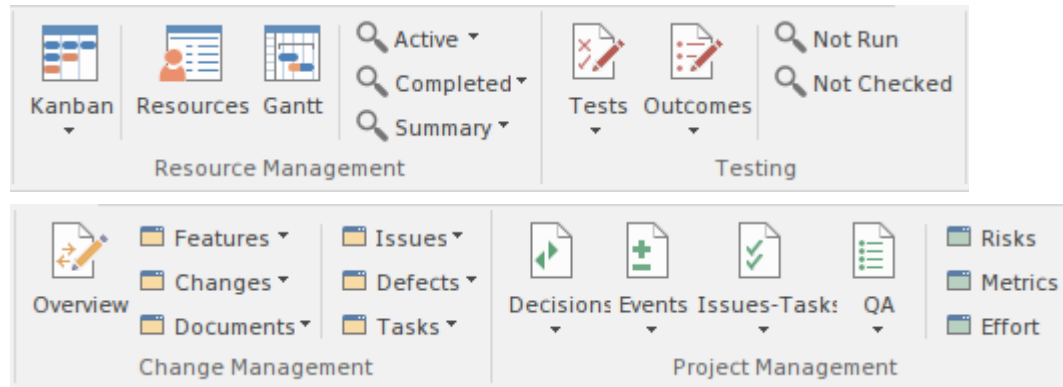 Kanban
Resources
Gantt
Active
Completed
Summary
Resource Management
Tests
Outcomes
Not Run
Not Checked
Testing
Overview
Features
Changes
Documents
Issues
Defects
Tasks
Change Management
Decisions
Events
Issues-Tasks
QA
Risks
Metrics
Effort
Project Management